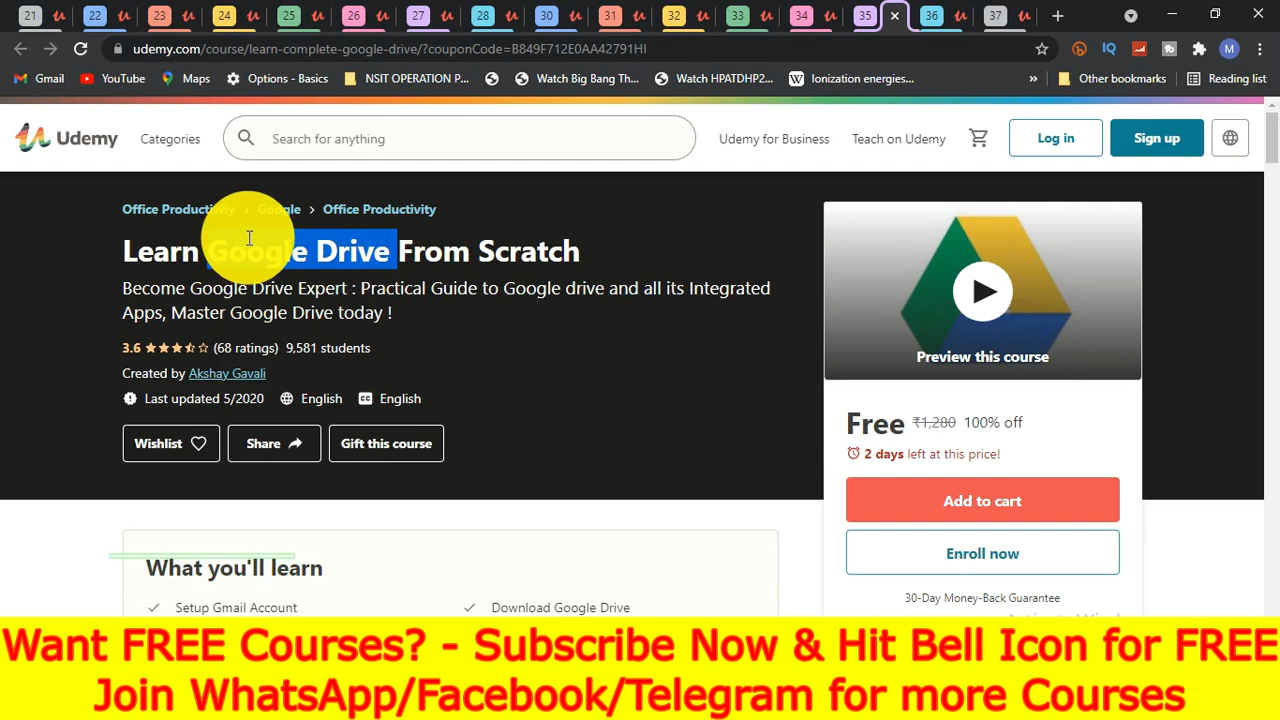 21 22 23 24 25 26 27 28 30 31 32 33 34 35 36 37
udemy.com/course/learn-complete-google-drive/?couponCode=B849F712E0AA42791HI
IQ M
Gmail YouTube Maps Options - Basics NSIT OPERATION P... Watch Big Bang Th... Watch HPATDHP2... W Ionization energies... » Other bookmarks Reading list
Udemy Categories Search for anything Udemy for Business Teach on Udemy Log in Sign up
Office Productivity > Google > Office Productivity
Learn Google Drive From Scratch
Become Google Drive Expert : Practical Guide to Google drive and all its Integrated
Apps, Master Google Drive today !
3.6 (68 ratings) 9,581 students
Created by Akshay Gavali
Last updated 5/2020 English CC English
Wishlist Share Gift this course
Preview this course
Free ₹1,280 100% off
2 days left at this price!
Add to cart
Enroll now
30-Day Money-Back Guarantee
What you'll learn
Setup Gmail Account Download Google Drive
Want FREE Courses? - Subscribe Now & Hit Bell Icon for FREE
Join WhatsApp/Facebook/Telegram for more Courses